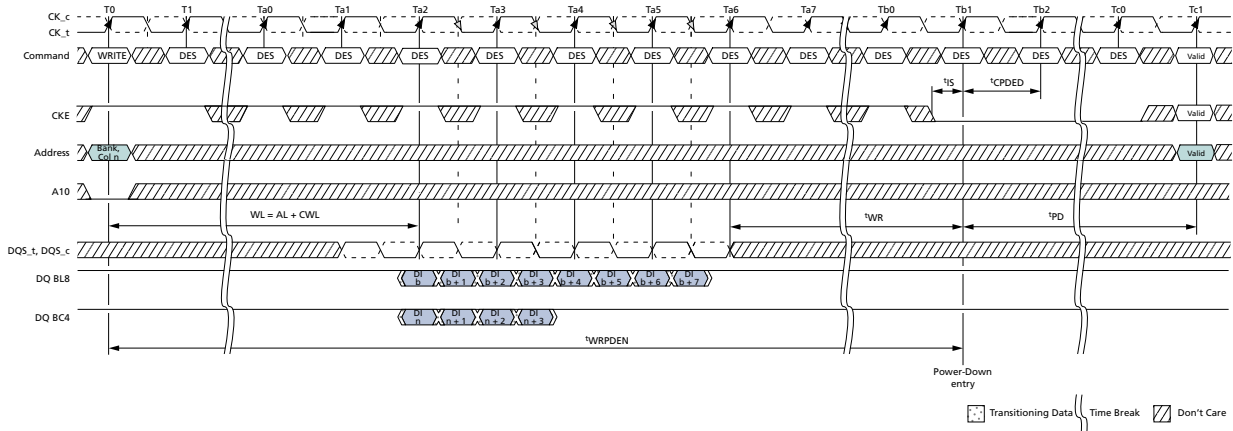 T0 T1 Ta0 Ta1 Ta2 Ta3 Ta4 Ta5 Ta6 Ta7 Tb0 Tb1 Tb2 Tc0 Tc1
CK_c
CK_t
Command WRITE DES DES DES DES DES DES DES DES DES DES DES DES DES Valid
tIS tCPDED
CKE Valid
Address Bank, Col n Valid
A10
WL = AL + CWL tWR tPD
DQS_t, DQS_c
DQ BL8 DI b DI b + 1 DI b + 2 DI b + 3 DI b + 4 DI b + 5 DI b + 6 DI b + 7
DQ BC4 DI n DI n + 1 DI n + 2 DI n + 3
tWRPDEN
Power-Down
entry
Transitioning Data Time Break Don't Care